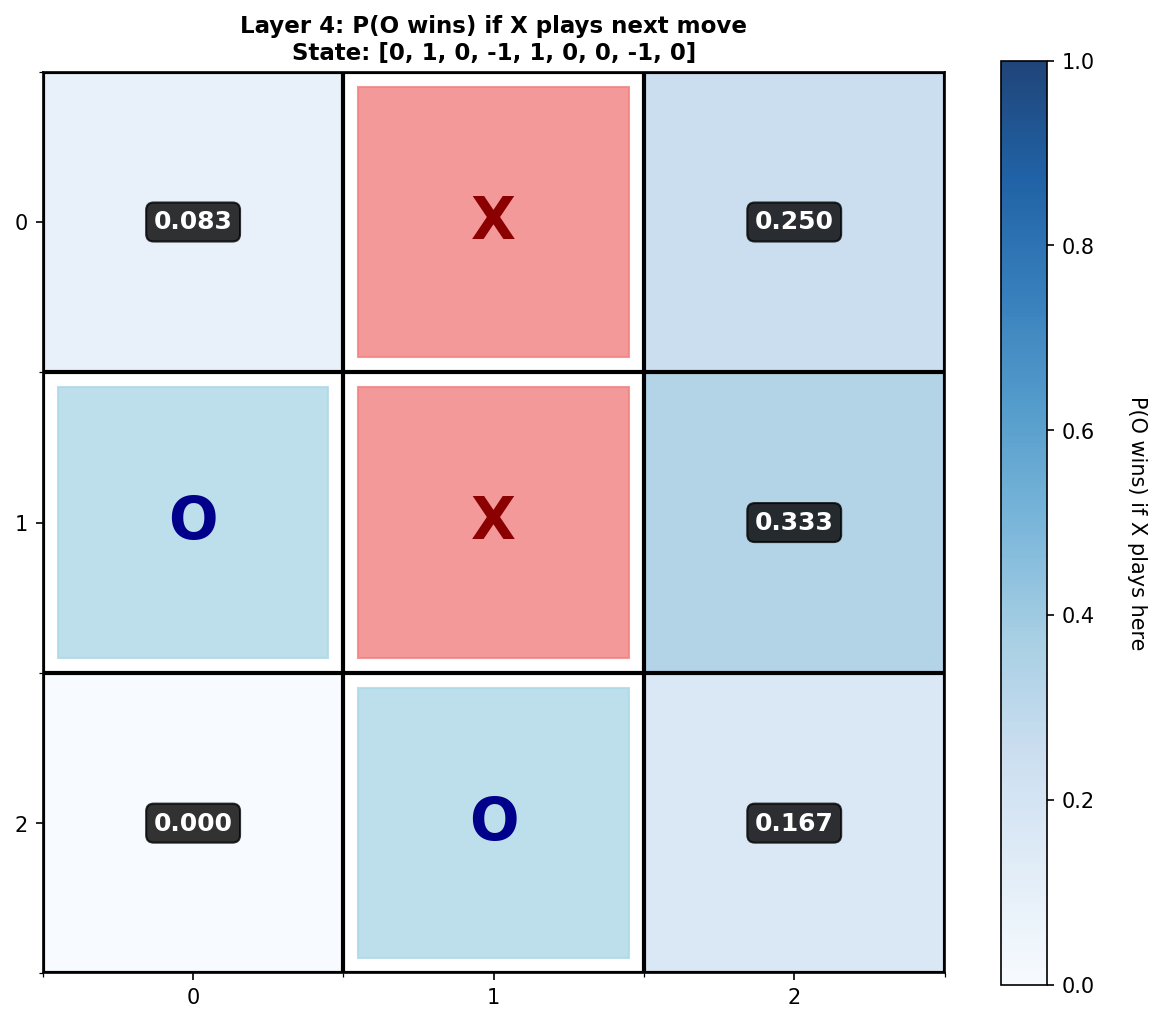 Layer 4: P(O wins) if X plays next move
State: [0, 1, 0, -1, 1, 0, 0, -1, 0]
0.083
X
0.250
O
X
0.333
0.000
O
0.167
0
1
2
0
1
2
1.0
0.8
0.6
0.4
0.2
0.0
P(O wins) if X plays here